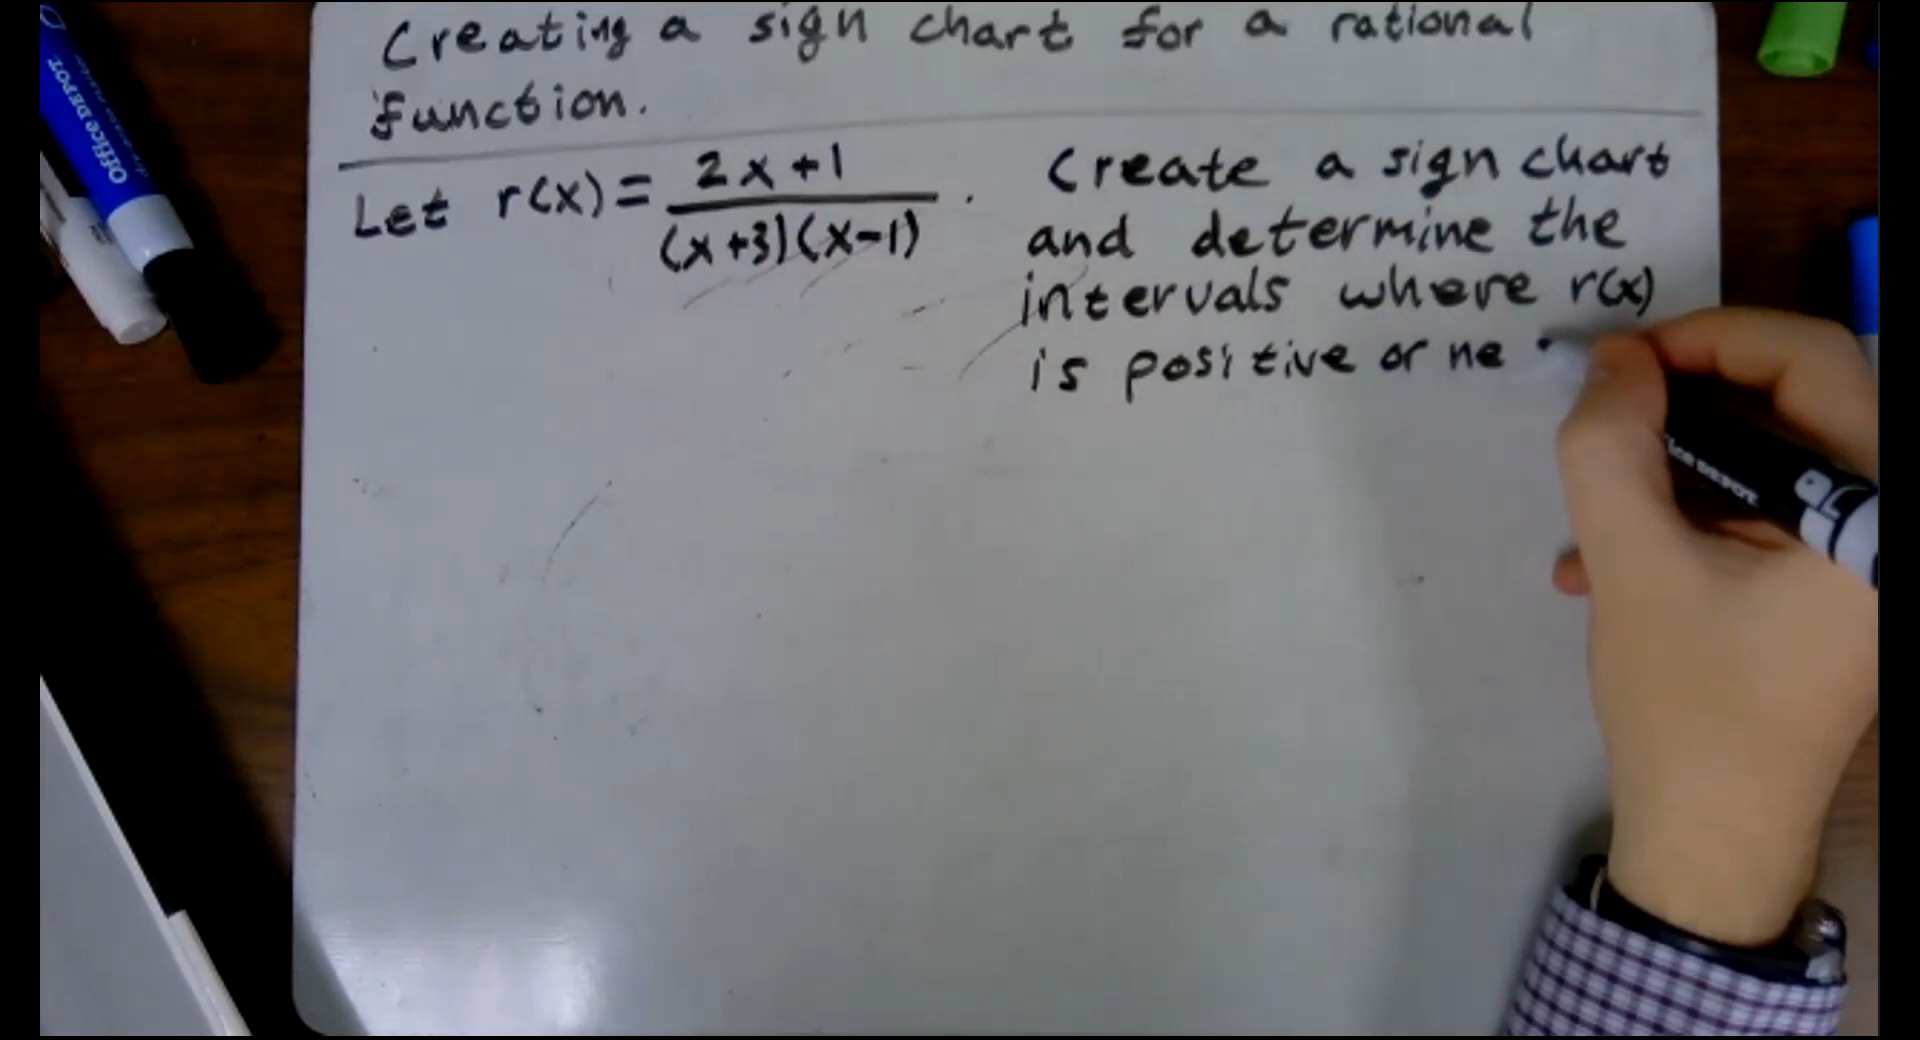 Creating a sign chart for a rational
function.
Let r(x) = (2x+1)/((x+3)(x-1)).
Create a sign chart
and determine the
intervals where r(x)
is positive or ne
Office DEPOT
DEPOT